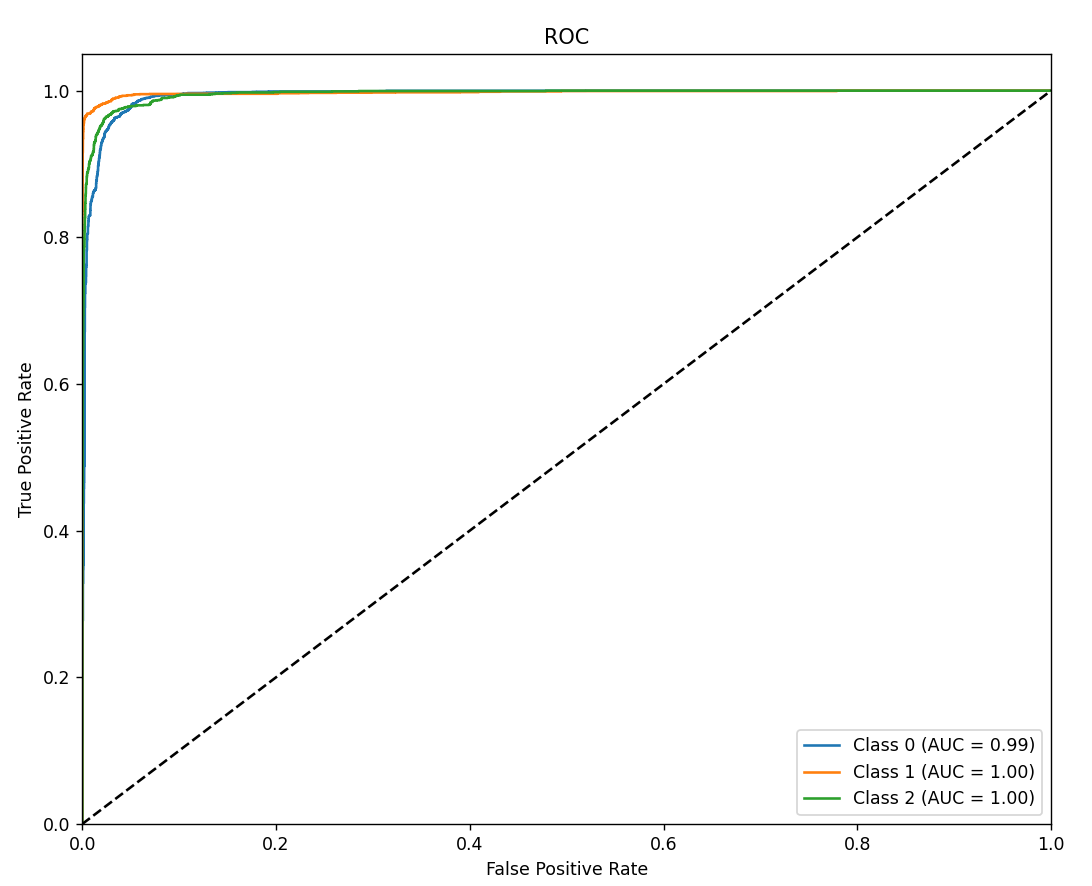 ROC
True Positive Rate
1.0
0.8
0.6
0.4
0.2
0.0
Class 0 (AUC = 0.99)
Class 1 (AUC = 1.00)
Class 2 (AUC = 1.00)
0.0 0.2 0.4 0.6 0.8 1.0
False Positive Rate